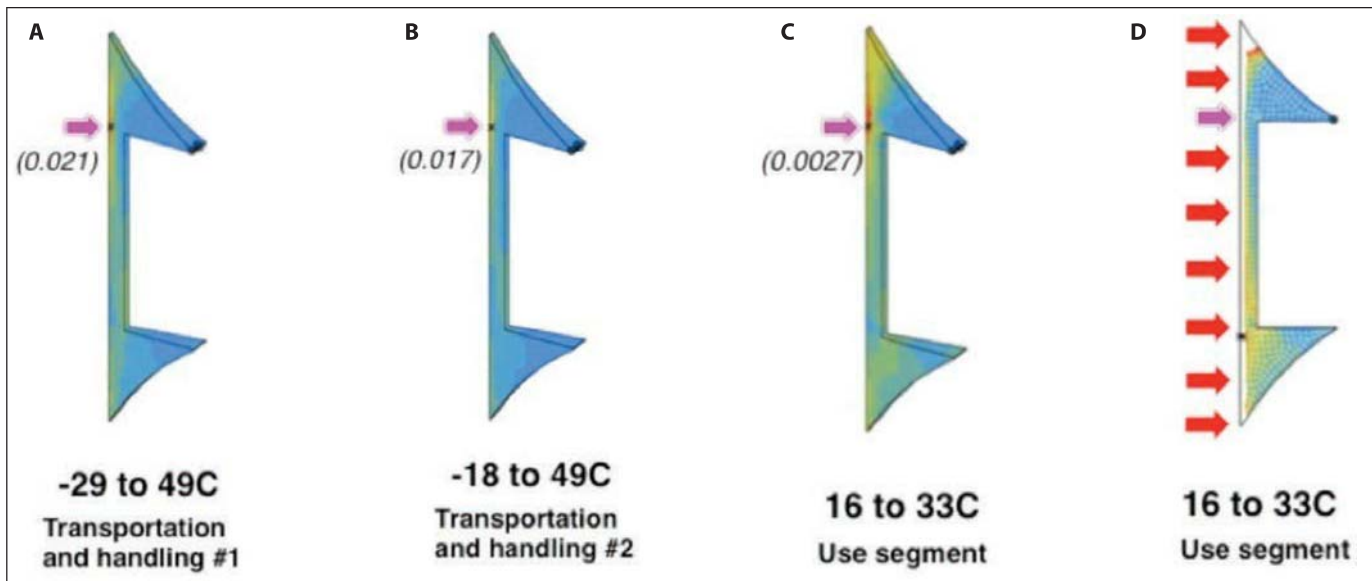 A
B
C
D
(0.021)
(0.017)
(0.0027)
-29 to 49C
Transportation
and handling #1
-18 to 49C
Transportation
and handling #2
16 to 33C
Use segment
16 to 33C
Use segment